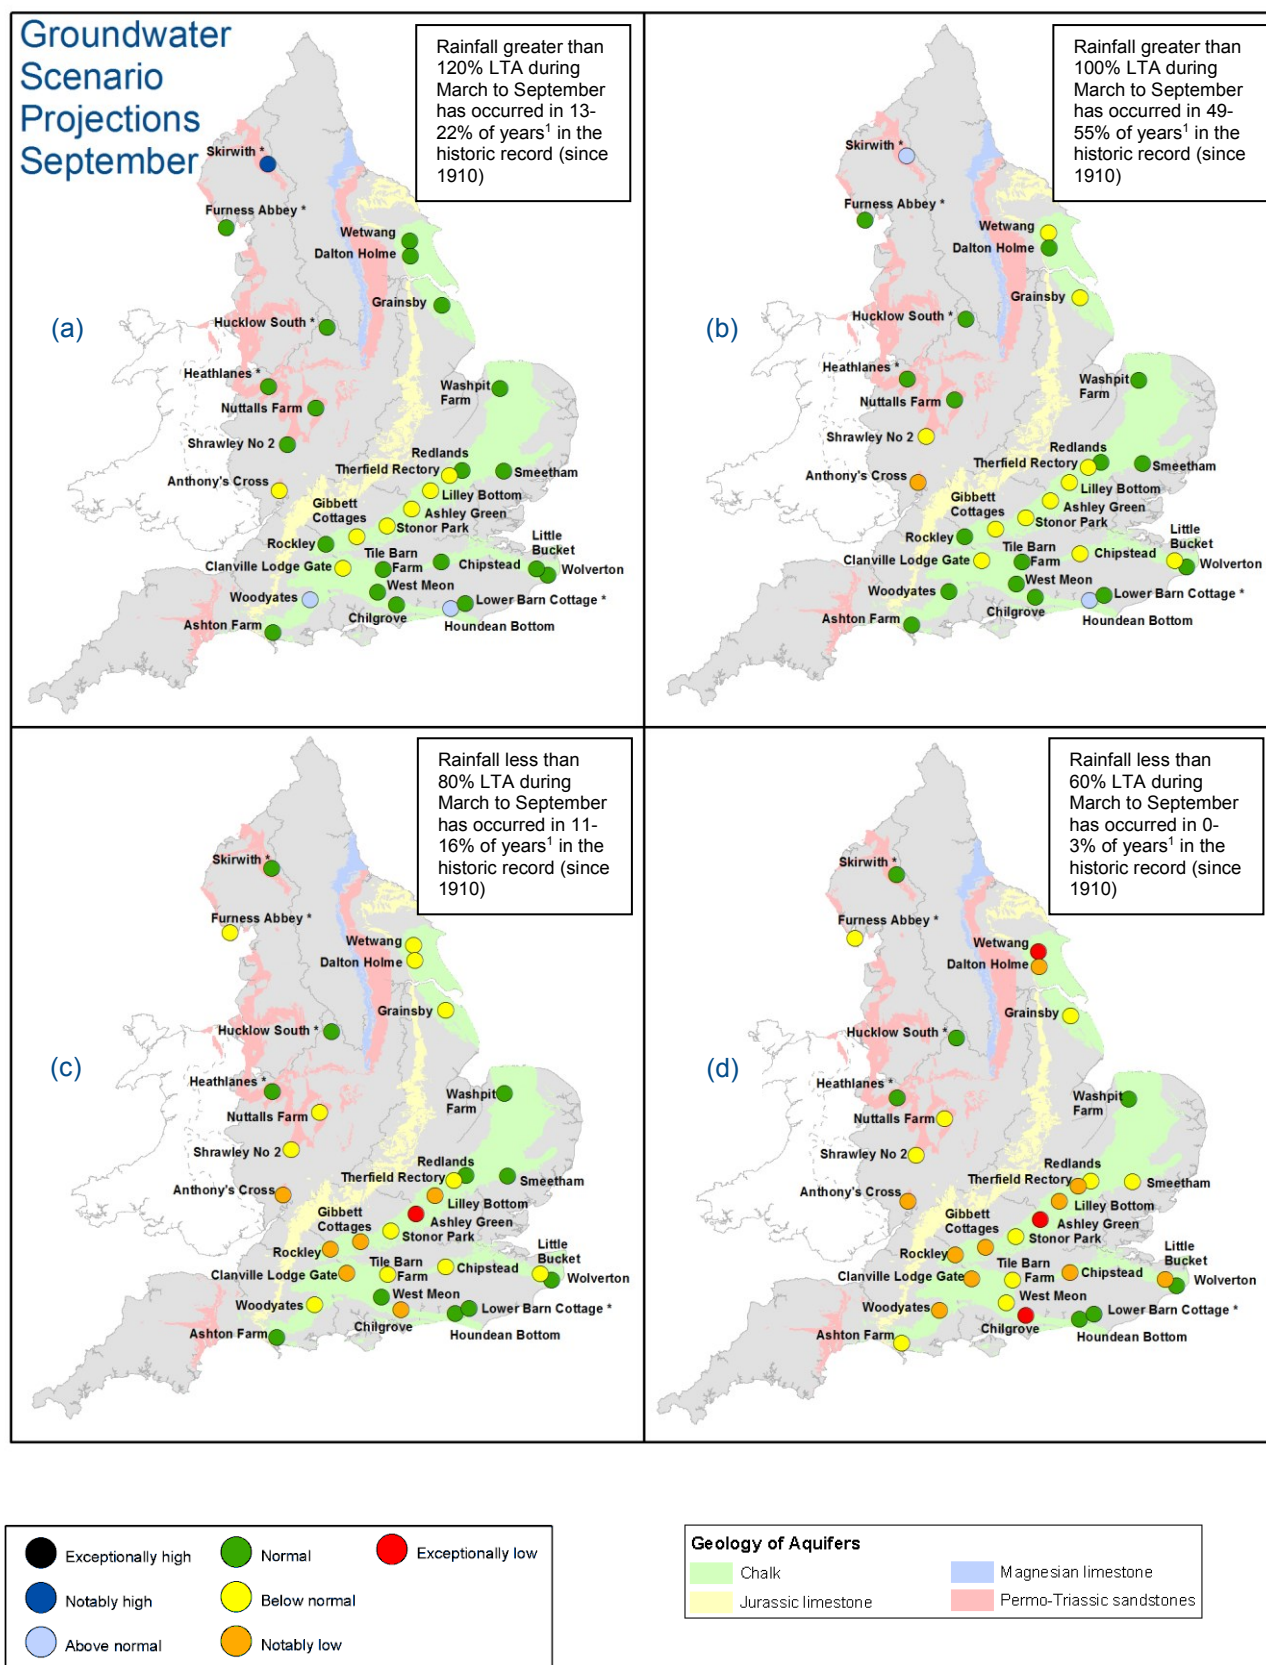 Groundwater
Scenario
Projections
September
Rainfall greater than
120% LTA during
March to September
has occurred in 13-
22% of years¹ in the
historic record (since
1910)
(a)
Skirwith *
Furness Abbey *
Wetwang
Dalton Holme
Grainsby
Hucklow South *
Heathlanes *
Nuttalls Farm
Washpit
Farm
Shrawley No 2
Redlands
Therfield Rectory
Smeetham
Anthony's Cross
Lilley Bottom
Gibbett
Cottages
Ashley Green
Stonor Park
Little
Bucket
Rockley
Tile Barn
Farm
Chipstead
Wolverton
Clanville Lodge Gate
West Meon
Woodyates
Lower Barn Cottage *
Chilgrove
Ashton Farm
Houndean Bottom
Rainfall greater than
100% LTA during
March to September
has occurred in 49-
55% of years¹ in the
historic record (since
1910)
(b)
Skirwith *
Furness Abbey *
Wetwang
Dalton Holme
Grainsby
Hucklow South *
Heathlanes *
Nuttalls Farm
Washpit
Farm
Shrawley No 2
Redlands
Therfield Rectory
Smeetham
Anthony's Cross
Lilley Bottom
Gibbett
Cottages
Ashley Green
Stonor Park
Little
Bucket
Rockley
Tile Barn
Farm
Chipstead
Wolverton
Clanville Lodge Gate
West Meon
Woodyates
Lower Barn Cottage *
Chilgrove
Ashton Farm
Houndean Bottom
Rainfall less than
80% LTA during
March to September
has occurred in 11-
16% of years¹ in the
historic record (since
1910)
(c)
Skirwith *
Furness Abbey *
Wetwang
Dalton Holme
Grainsby
Hucklow South *
Heathlanes *
Nuttalls Farm
Washpit
Farm
Shrawley No 2
Redlands
Therfield Rectory
Smeetham
Anthony's Cross
Lilley Bottom
Gibbett
Cottages
Ashley Green
Stonor Park
Little
Bucket
Rockley
Tile Barn
Farm
Chipstead
Wolverton
Clanville Lodge Gate
West Meon
Woodyates
Lower Barn Cottage *
Chilgrove
Ashton Farm
Houndean Bottom
Rainfall less than
60% LTA during
March to September
has occurred in 0-
3% of years¹ in the
historic record (since
1910)
(d)
Skirwith *
Furness Abbey *
Wetwang
Dalton Holme
Grainsby
Hucklow South *
Heathlanes *
Nuttalls Farm
Washpit
Farm
Shrawley No 2
Redlands
Therfield Rectory
Smeetham
Anthony's Cross
Lilley Bottom
Gibbett
Cottages
Ashley Green
Stonor Park
Little
Bucket
Rockley
Tile Barn
Farm
Chipstead
Wolverton
Clanville Lodge Gate
West Meon
Woodyates
Lower Barn Cottage *
Chilgrove
Ashton Farm
Houndean Bottom
Exceptionally high
Normal
Exceptionally low
Notably high
Below normal
Above normal
Notably low
Geology of Aquifers
Chalk
Magnesian limestone
Jurassic limestone
Permo-Triassic sandstones